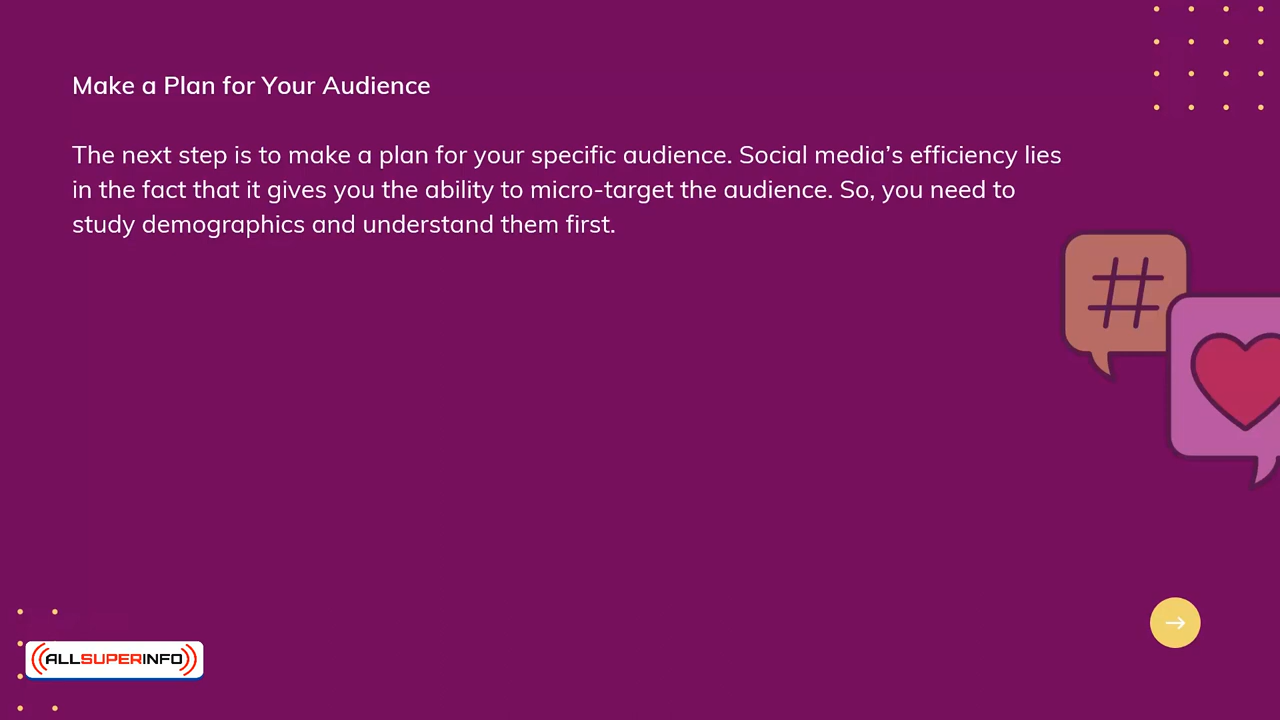 Make a Plan for Your Audience
The next step is to make a plan for your specific audience. Social media’s efficiency lies
in the fact that it gives you the ability to micro-target the audience. So, you need to
study demographics and understand them first.
#
ALLSUPERINFO